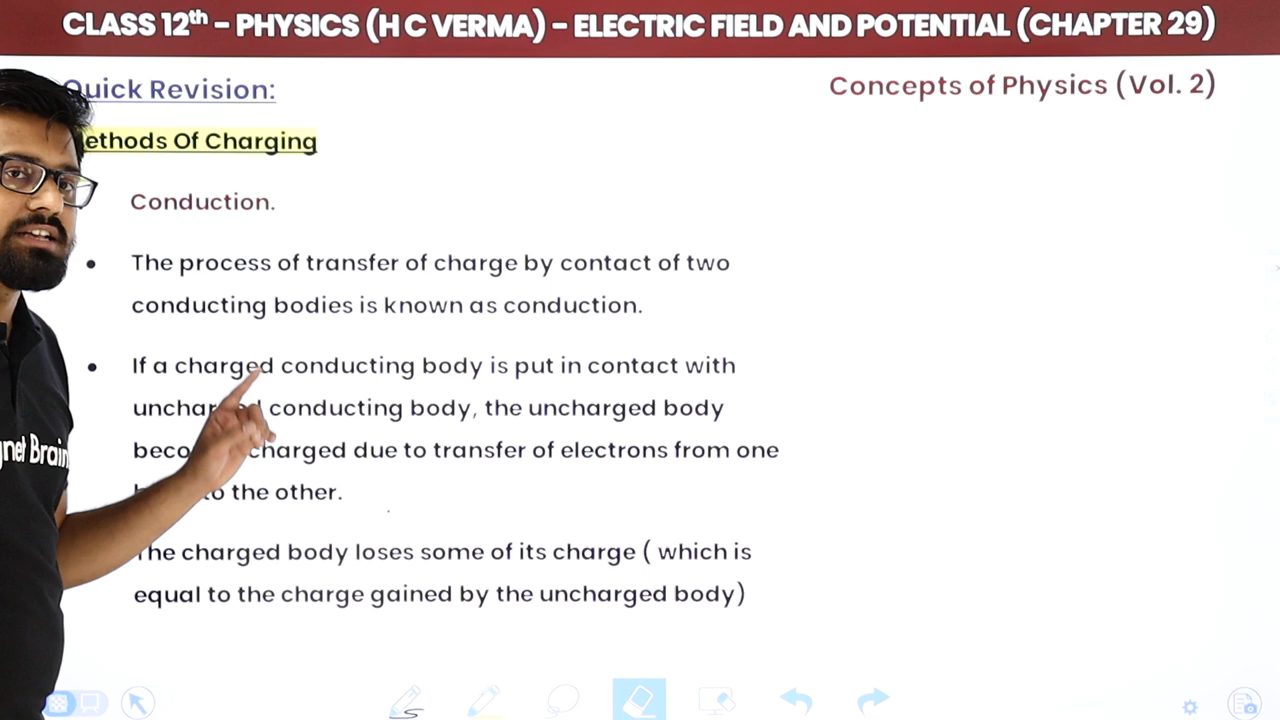 CLASS 12th – PHYSICS (H C VERMA) – ELECTRIC FIELD AND POTENTIAL (CHAPTER 29)
Quick Revision:
Concepts of Physics (Vol. 2)
ethods Of Charging
Conduction.
• The process of transfer of charge by contact of two
conducting bodies is known as conduction.
• If a charged conducting body is put in contact with
conducting body, the uncharged body
charged due to transfer of electrons from one
to the other.
The charged body loses some of its charge ( which is
equal to the charge gained by the uncharged body)
gnet Brain